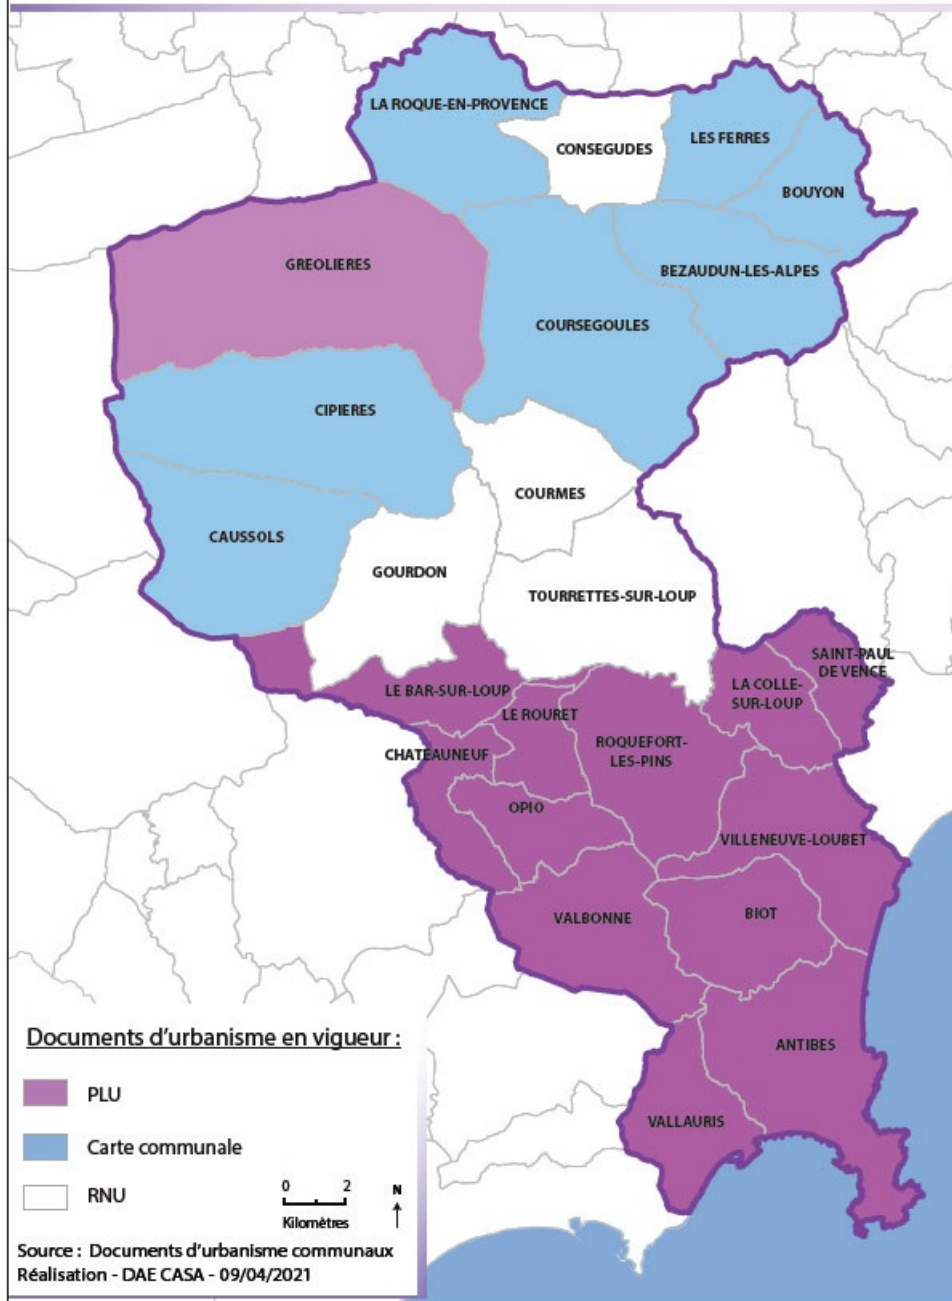 LA ROQUE-EN-PROVENCE
CONSEGUDES
LES FERRES
BOUYON
GREOLIERES
BEZAUDUN-LES-ALPES
COURSEGOULES
CIPIERES
COURMES
CAUSSOLS
GOURDON
TOURRETTES-SUR-LOUP
SAINT-PAUL
DE VENCE
LE BAR-SUR-LOUP
LA COLLE-
SUR-LOUP
LE ROURET
ROQUEFORT-
LES-PINS
CHATEAUNEUF
OPIO
VILLENEUVE-LOUBET
VALBONNE
BIOT
ANTIBES
VALLAURIS
Documents d'urbanisme en vigueur :
PLU
Carte communale
RNU
0 2
Kilomètres
N
Source : Documents d'urbanisme communaux
Réalisation - DAE CASA - 09/04/2021